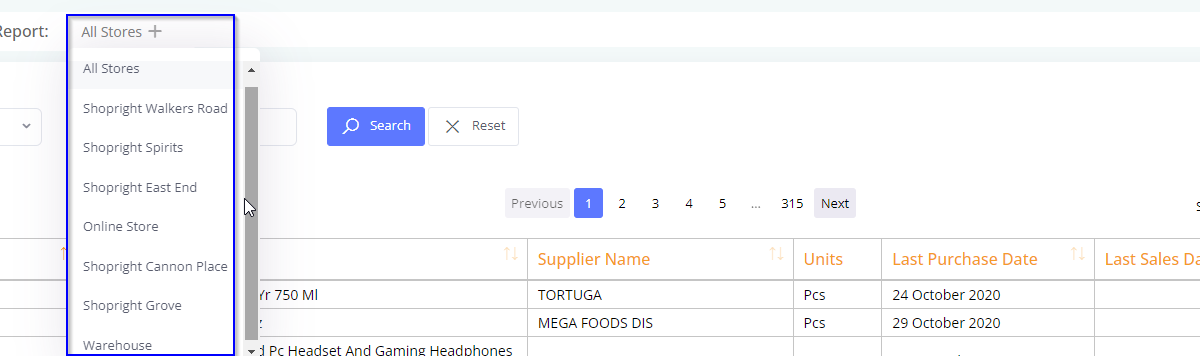 Report:
All Stores
All Stores
Shopright Walkers Road
Shopright Spirits
Shopright East End
Online Store
Shopright Cannon Place
Shopright Grove
Warehouse
Search
Reset
Previous 1 2 3 4 5 ... 315 Next
Supplier Name Units Last Purchase Date Last Sales Da
Yr 750 Ml TORTUGA Pcs 24 October 2020
MEGA FOODS DIS Pcs 29 October 2020
d Pc Headset And Gaming Headphones